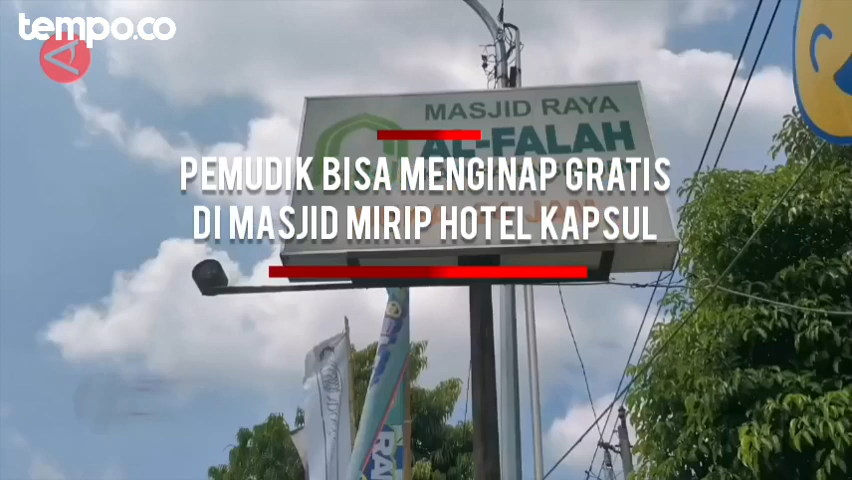 tempo.co
MASJID RAYA
AL-FALAH
PEMUDIK BISA MENGINAP GRATIS
DI MASJID MIRIP HOTEL KAPSUL